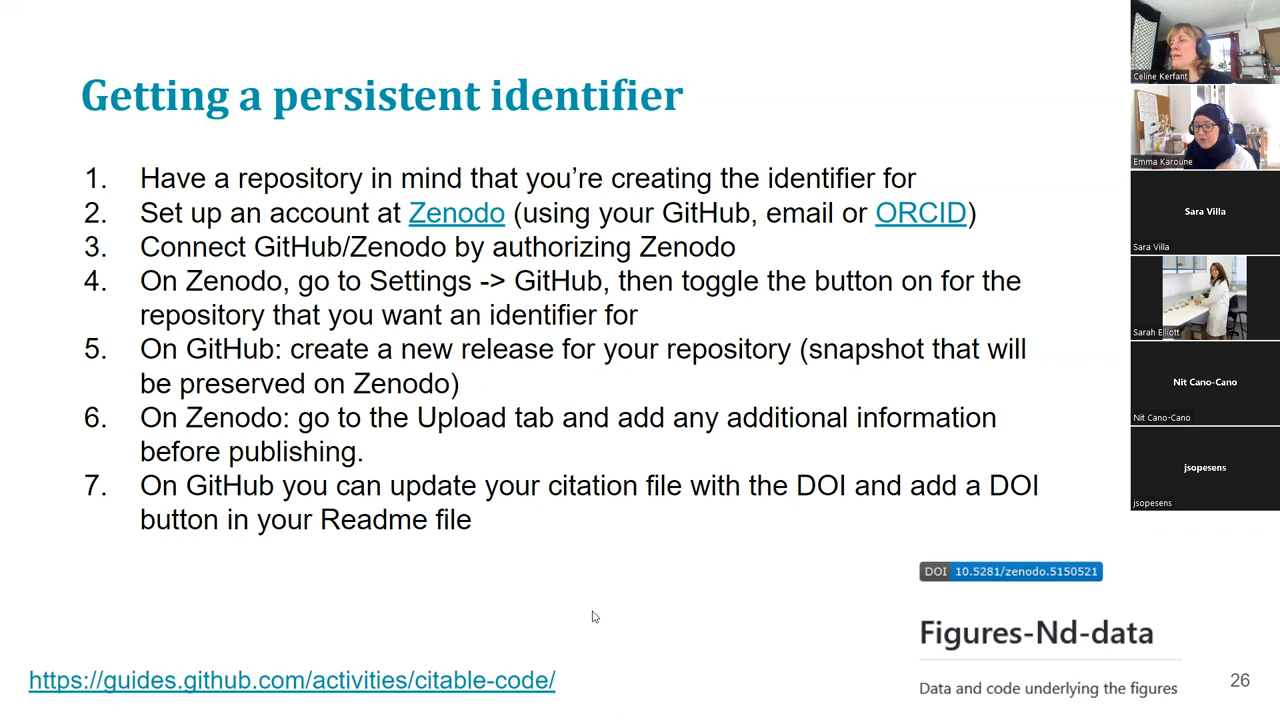 Getting a persistent identifier
1. Have a repository in mind that you’re creating the identifier for
2. Set up an account at Zenodo (using your GitHub, email or ORCID)
3. Connect GitHub/Zenodo by authorizing Zenodo
4. On Zenodo, go to Settings -> GitHub, then toggle the button on for the
repository that you want an identifier for
5. On GitHub: create a new release for your repository (snapshot that will
be preserved on Zenodo)
6. On Zenodo: go to the Upload tab and add any additional information
before publishing.
7. On GitHub you can update your citation file with the DOI and add a DOI
button in your Readme file
DOI 10.5281/zenodo.5150521
Figures-Nd-data
Data and code underlying the figures
https://guides.github.com/activities/citable-code/
26
Celine Kerfant
Emma Karoune
Sara Villa
Sara Villa
Sarah Elliott
Nit Cano-Cano
Nit Cano-Cano
jsopesens
jsopesens